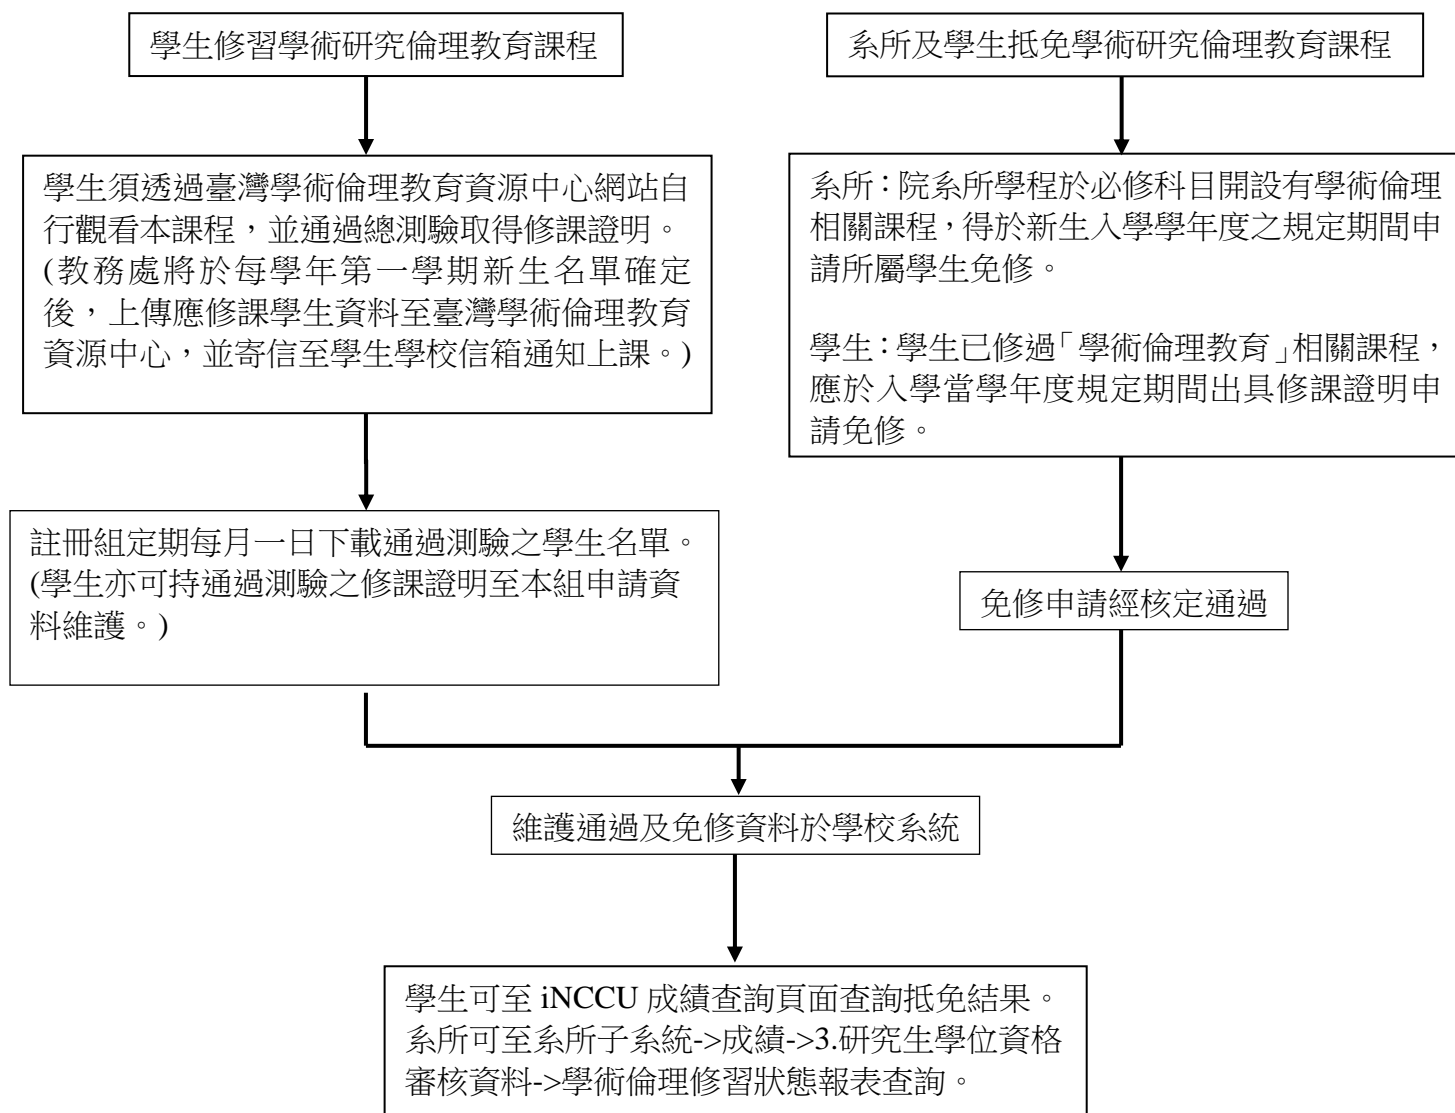 學生修習學術研究倫理教育課程
系所及學生抵免學術研究倫理教育課程
學生須透過臺灣學術倫理教育資源中心網站自
行觀看本課程，並通過總測驗取得修課證明。
(教務處將於每學年第一學期新生名單確定
後，上傳應修課學生資料至臺灣學術倫理教育
資源中心，並寄信至學生學校信箱通知上課。)
系所：院系所學程於必修科目開設有學術倫理
相關課程，得於新生入學學年度之規定期間申
請所屬學生免修。
學生：學生已修過「學術倫理教育」相關課程，
應於入學當學年度規定期間出具修課證明申
請免修。
註冊組定期每月一日下載通過測驗之學生名單。
(學生亦可持通過測驗之修課證明至本組申請資
料維護。)
免修申請經核定通過
維護通過及免修資料於學校系統
學生可至 iNCCU 成績查詢頁面查詢抵免結果。
系所可至系所子系統->成績->3.研究生學位資格
審核資料->學術倫理修習狀態報表查詢。